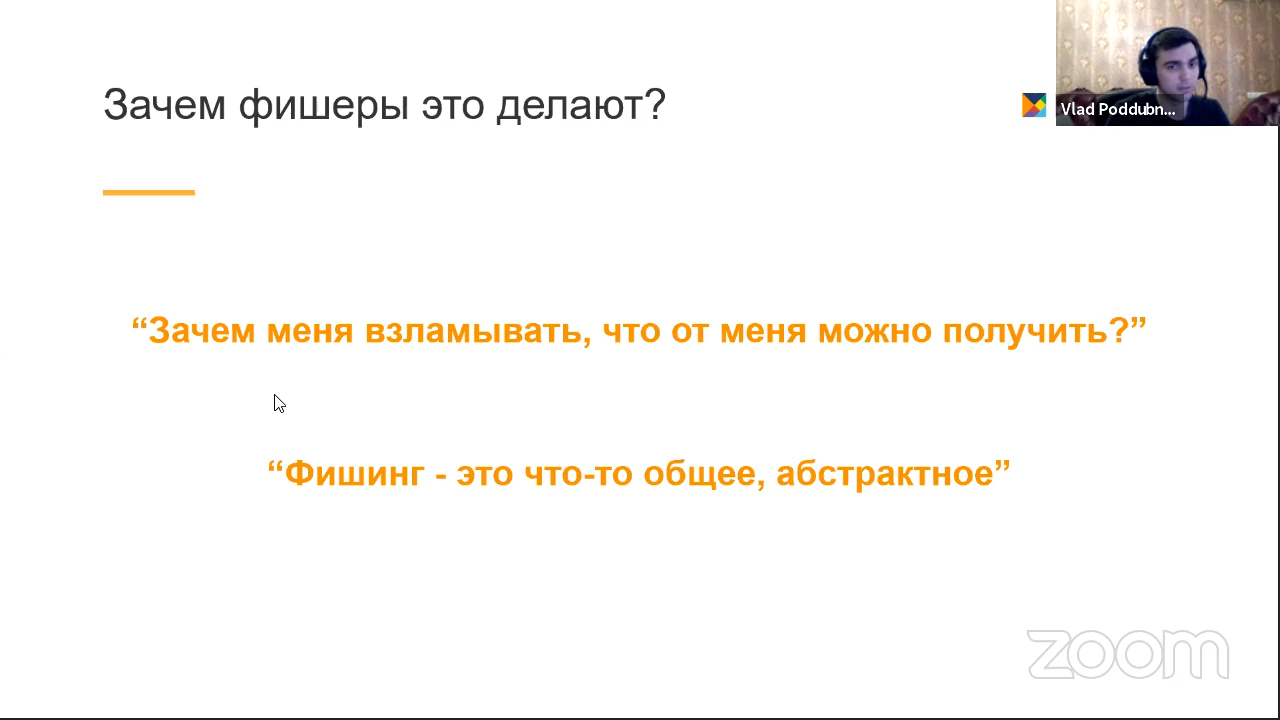 Зачем фишеры это делают?
Vlad Poddubn...
“Зачем меня взламывать, что от меня можно получить?”
“Фишинг - это что-то общее, абстрактное”
zoom